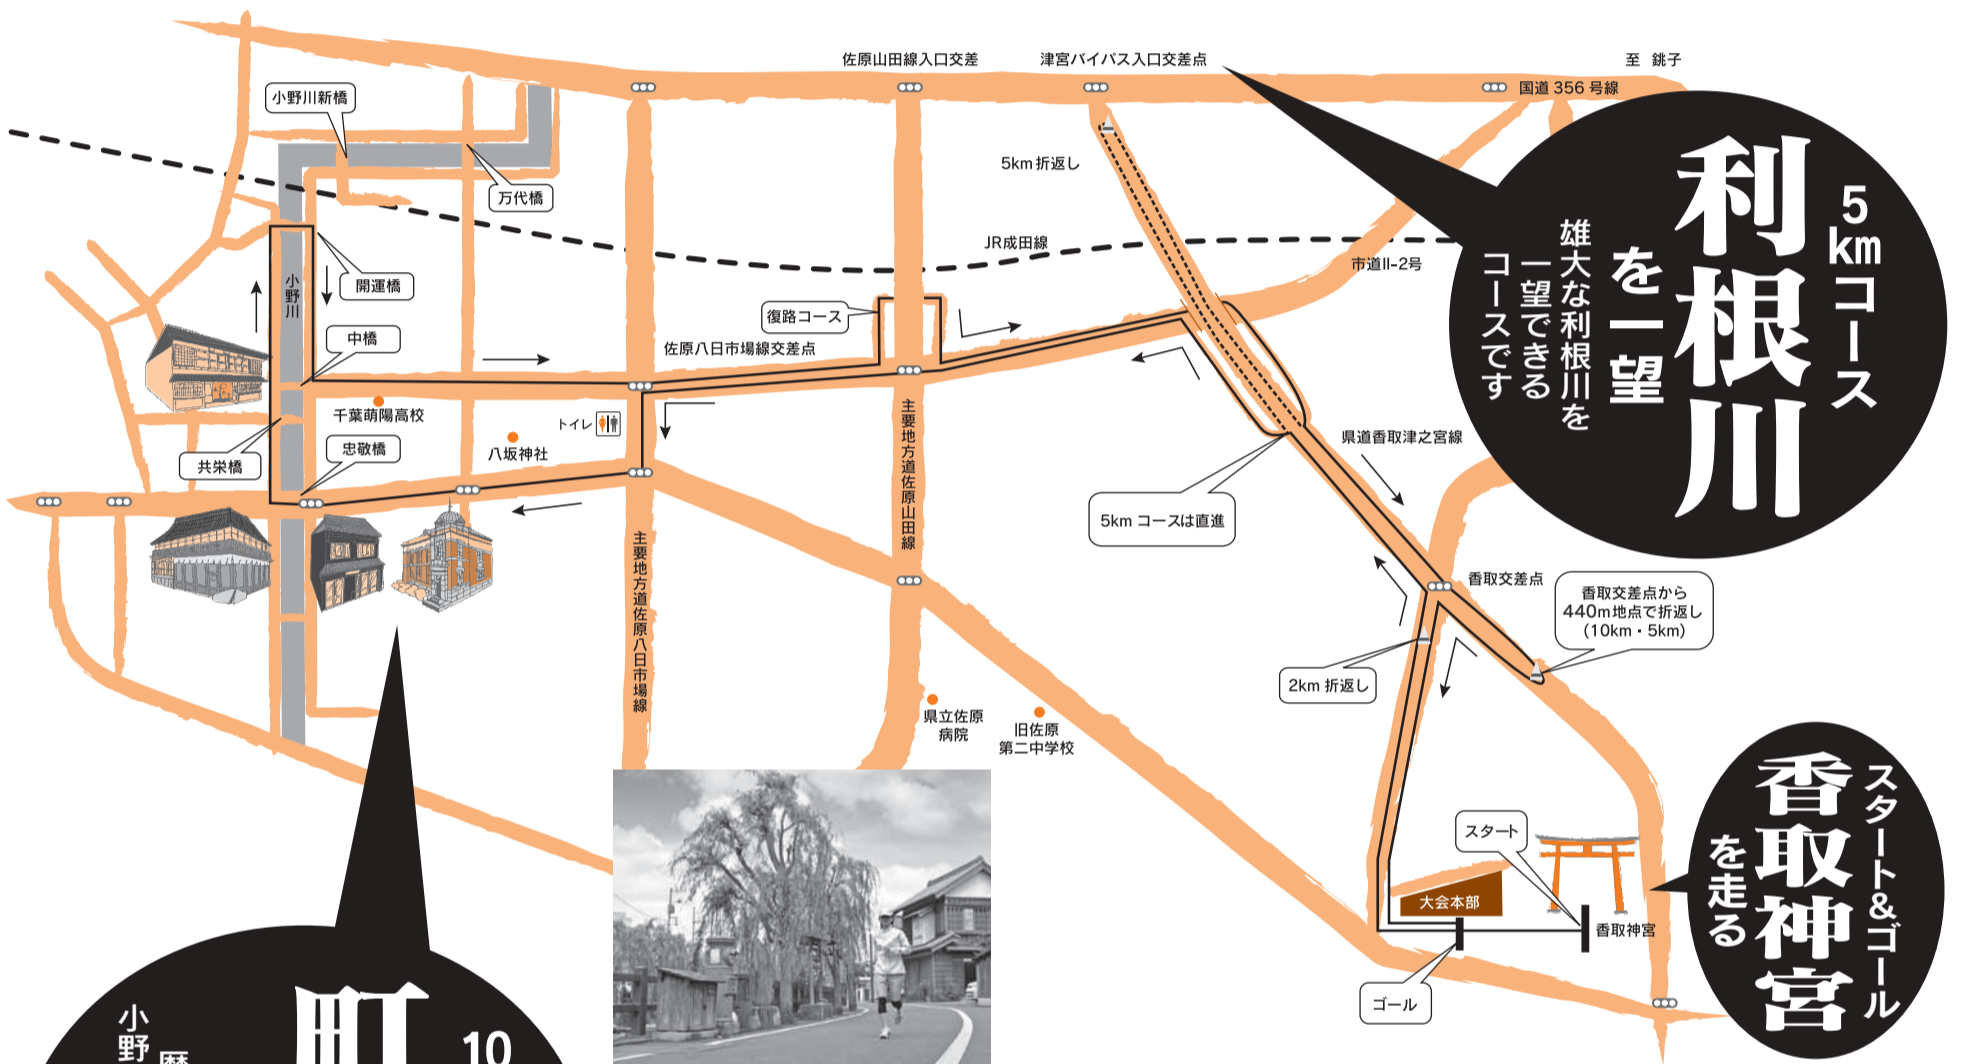 佐原山田線入口交差
津宮バイパス入口交差点
至 銚子
国道356号線
小野川新橋
万代橋
5km折返し
JR成田線
市道II-2号
小野川
開運橋
中橋
復路コース
佐原八日市場線交差点
千葉萌陽高校
トイレ
八坂神社
忠敬橋
共栄橋
主要地方道佐原山田線
主要地方道佐原八日市場線
県道香取津之宮線
5kmコースは直進
香取交差点
香取交差点から
440m地点で折返し
(10km・5km)
2km折返し
県立佐原
病院
旧佐原
第二中学校
スタート
大会本部
香取神宮
ゴール
5kmコース
利根川
を一望
雄大な利根川を
一望できる
コースです
スタート&ゴール
香取神宮
を走る
10
町
小野